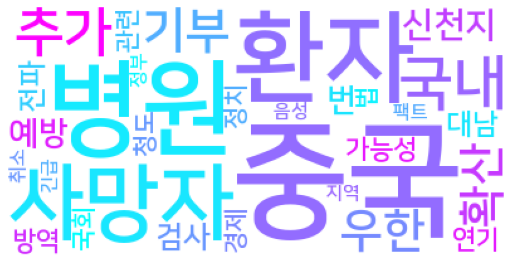 추가
관련
정부
기부
환자
신천지
전파
병원
정치
번
법
팩트
국내
예방
청도
음성
대남
취소
긴급
사망자
중국
가능성
확산
지역
방역
국회
검사
경제
우한
연기